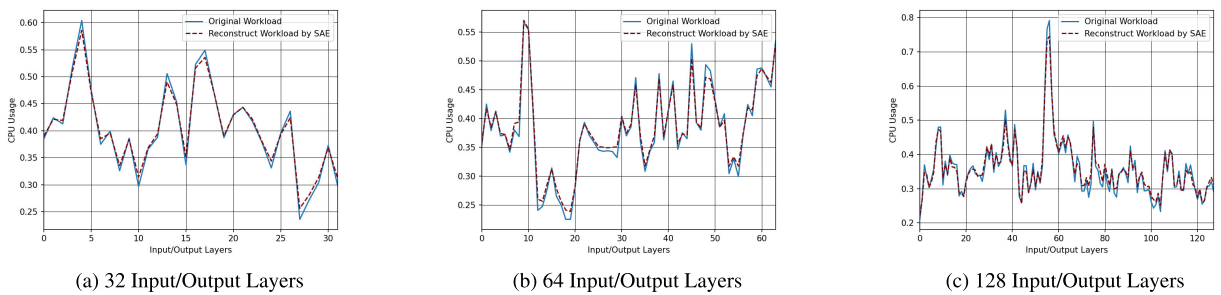 Original Workload
Reconstruct Workload by SAE
CPU Usage
0.60
0.55
0.50
0.45
0.40
0.35
0.30
0.25
0 5 10 15 20 25 30
Input/Output Layers
(a) 32 Input/Output Layers
Original Workload
Reconstruct Workload by SAE
CPU Usage
0.55
0.50
0.45
0.40
0.35
0.30
0.25
0 10 20 30 40 50 60
Input/Output Layers
(b) 64 Input/Output Layers
Original Workload
Reconstruct Workload by SAE
CPU Usage
0.8
0.7
0.6
0.5
0.4
0.3
0.2
0 20 40 60 80 100 120
Input/Output Layers
(c) 128 Input/Output Layers